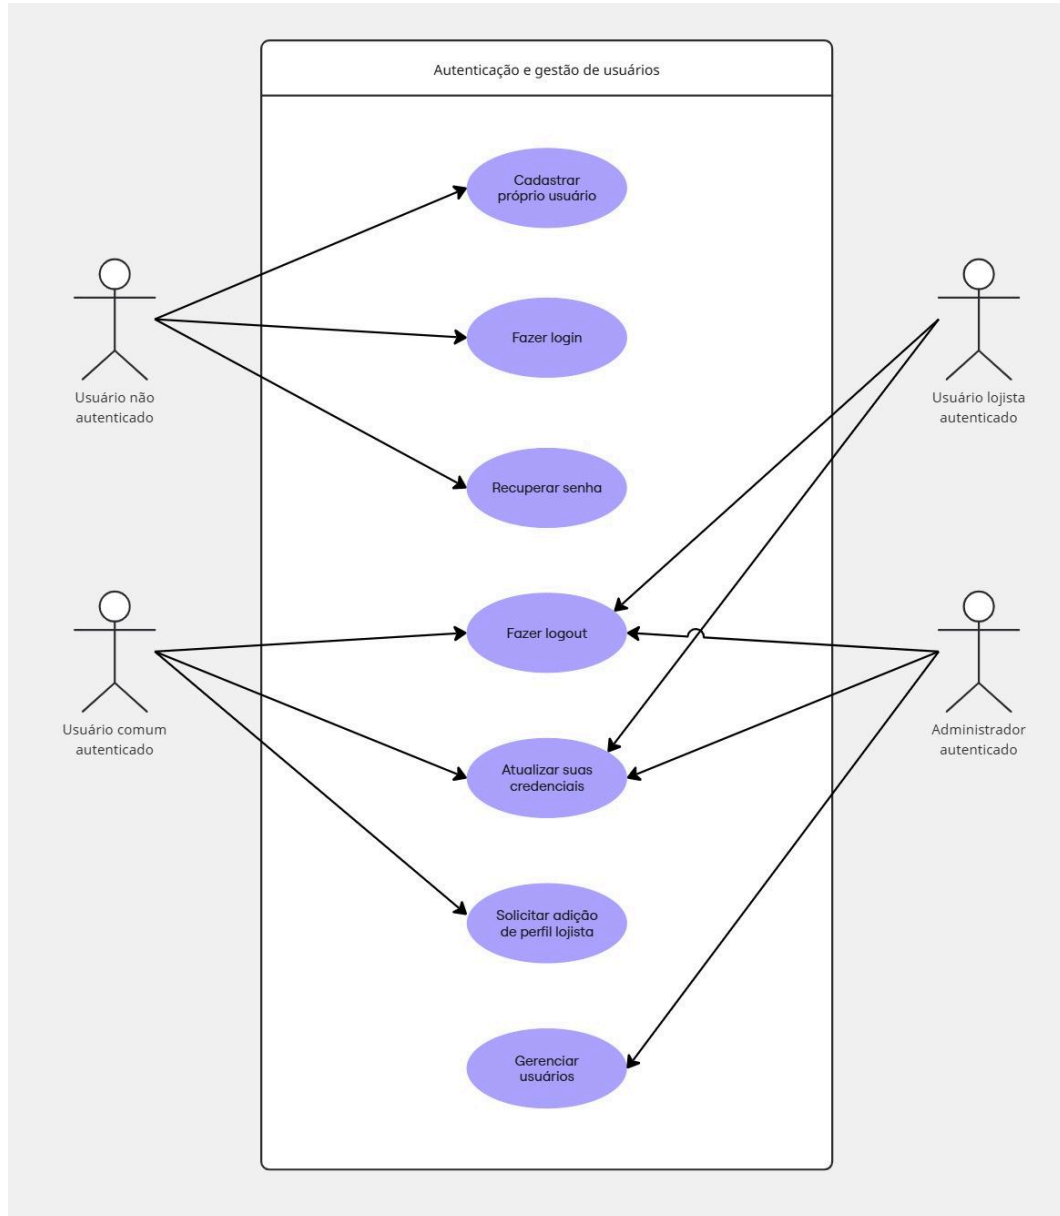 Autenticação e gestão de usuários
Cadastrar
próprio usuário
Fazer login
Usuário não
autenticado
Usuário lojista
autenticado
Recuperar senha
Fazer logout
Usuário comum
autenticado
Administrador
autenticado
Atualizar suas
credenciais
Solicitar adição
de perfil lojista
Gerenciar
usuários